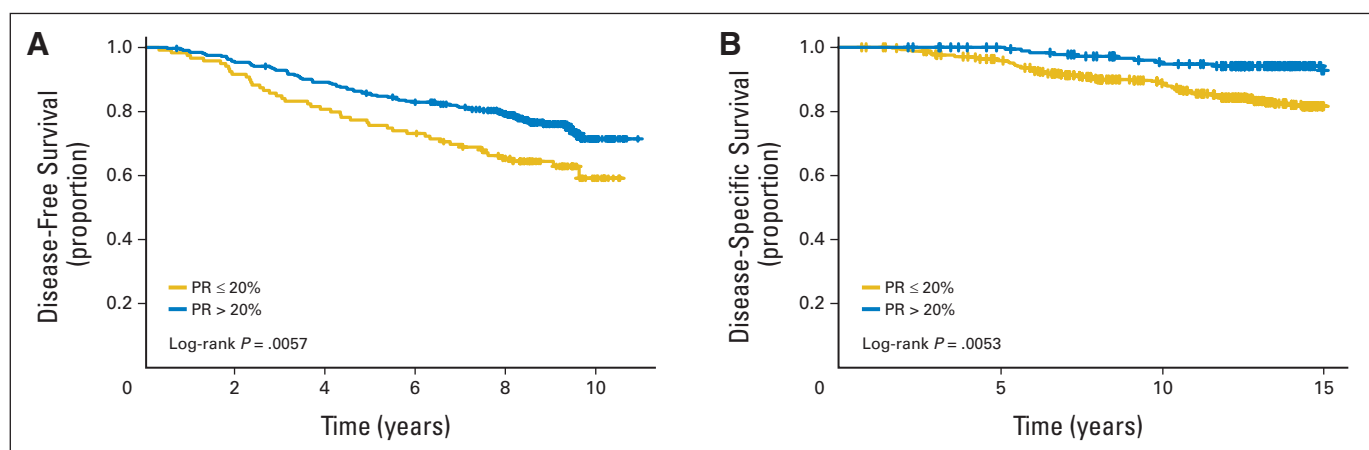 A
Disease-Free Survival
(proportion)
1.0
0.8
0.6
0.4
0.2
0
2
4
6
8
10
PR ≤ 20%
PR > 20%
Log-rank P = .0057
Time (years)
B
Disease-Specific Survival
(proportion)
1.0
0.8
0.6
0.4
0.2
0
5
10
15
PR ≤ 20%
PR > 20%
Log-rank P = .0053
Time (years)